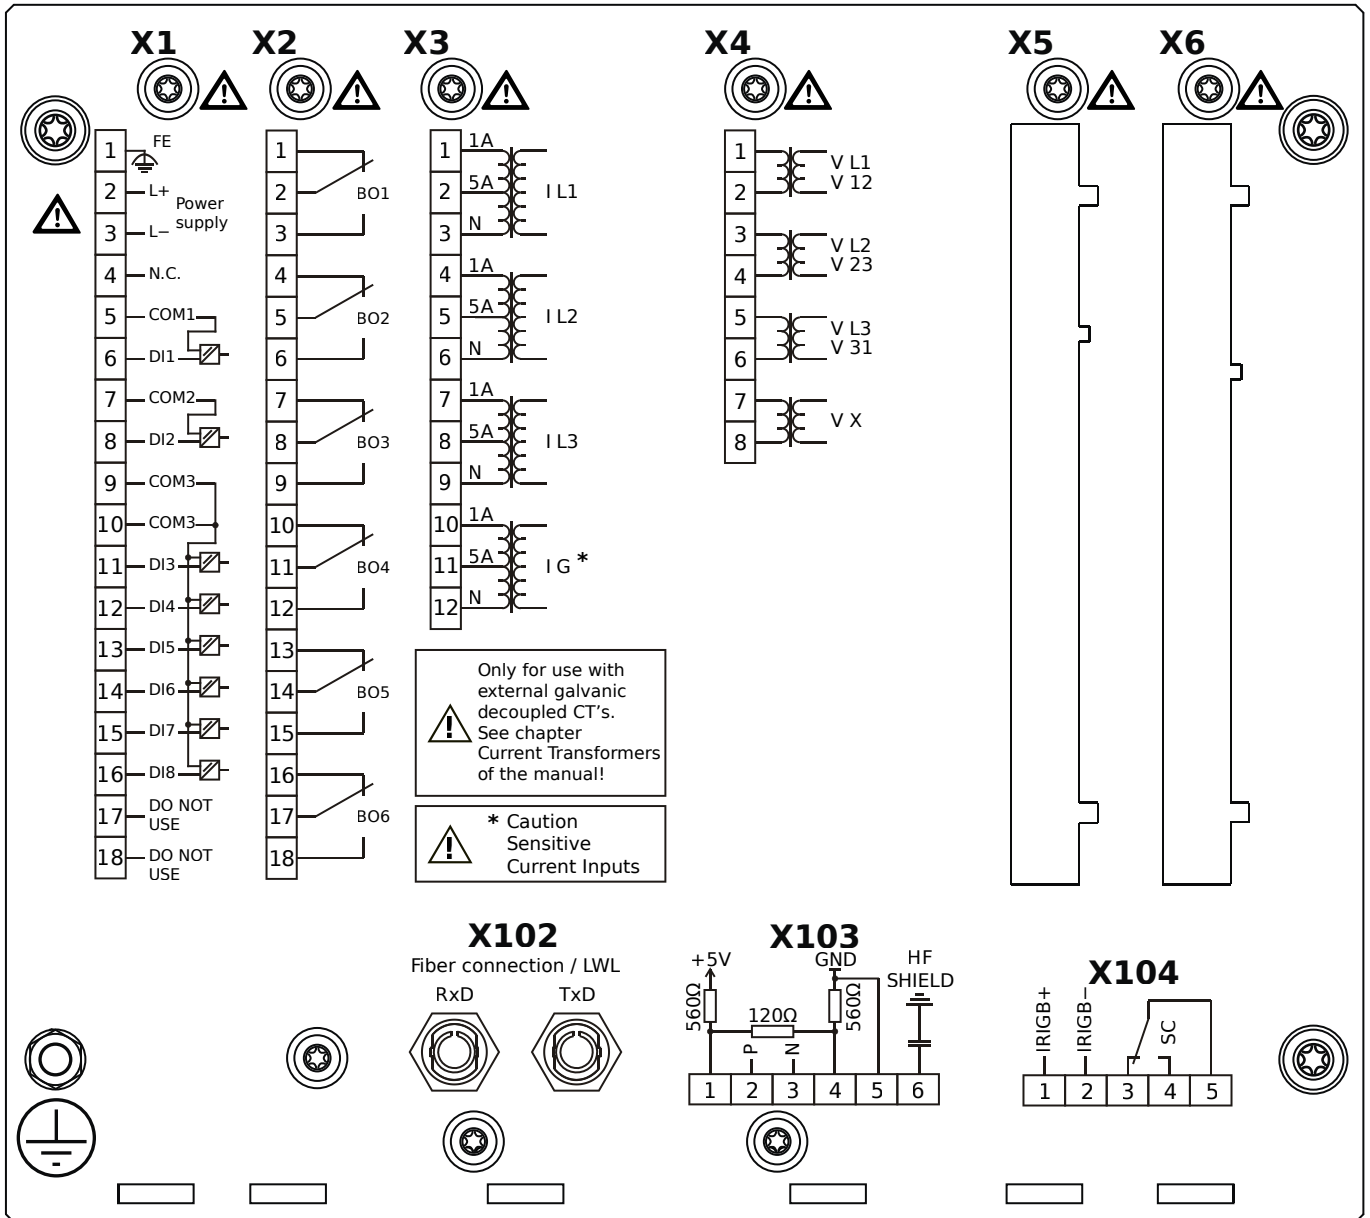 X1 X2 X3 X4 X5 X6
1 FE
2 L+
Power
supply
3 L−
4 N.C.
5 COM1
6 DI1
7 COM2
8 DI2
9 COM3
10 COM3
11 DI3
12 DI4
13 DI5
14 DI6
15 DI7
16 DI8
17 DO NOT
USE
18 DO NOT
USE
1
2 BO1
3
4
5 BO2
6
7
8 BO3
9
10
11 BO4
12
13
14 BO5
15
16
17 BO6
18
1 1A
2 5A I L1
3 N
4 1A
5 5A I L2
6 N
7 1A
8 5A I L3
9 N
10 1A
11 5A I G *
12 N
Only for use with
external galvanic
decoupled CT's.
See chapter
Current Transformers
of the manual!
* Caution
Sensitive
Current Inputs
1 V L1
2 V 12
3 V L2
4 V 23
5 V L3
6 V 31
7 V X
8
X102
Fiber connection / LWL
RxD TxD
X103
+5V GND HF
SHIELD
560Ω 120Ω 560Ω
P N
1 2 3 4 5 6
X104
IRIGB+ IRIGB− SC
1 2 3 4 5